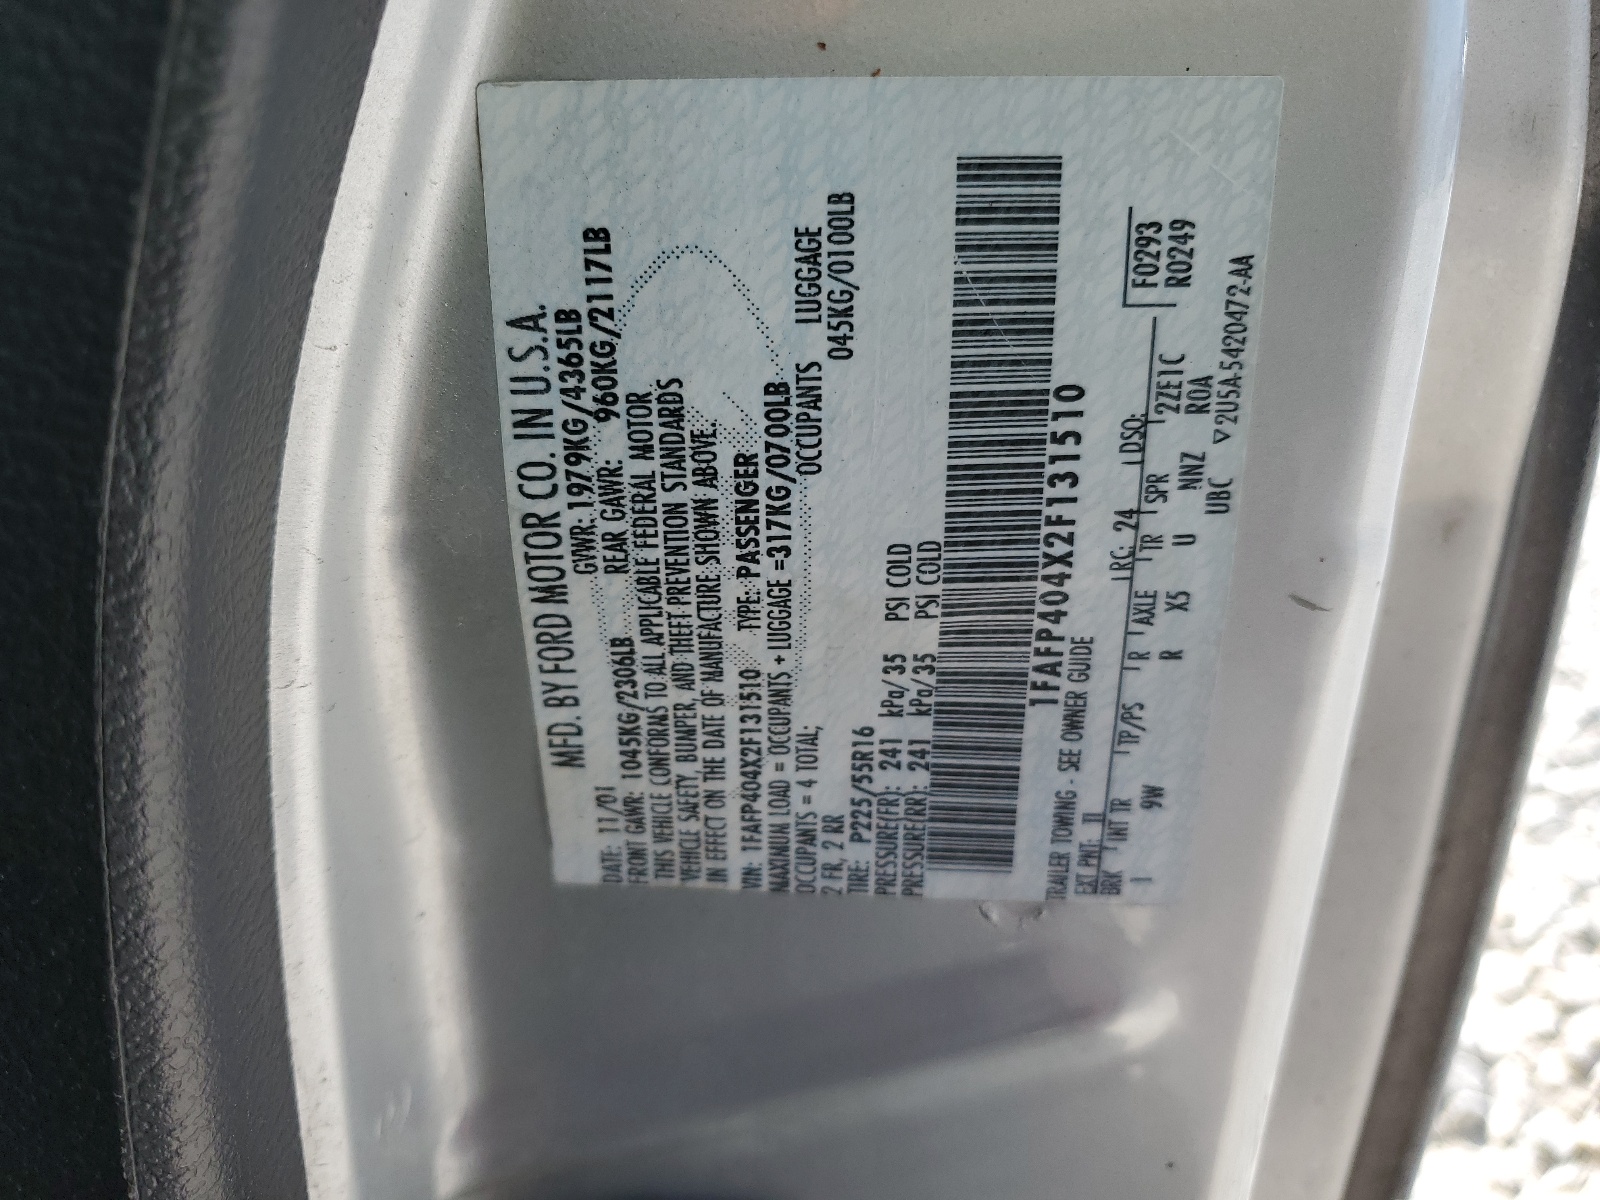 MFD. BY FORD MOTOR CO. IN U.S.A.
DATE: 11/01 GVWR: 1979KG/4365LB
FRONT GAWR: 1045KG/2306LB REAR GAWR: 960KG/2117LB
THIS VEHICLE CONFORMS TO ALL APPLICABLE FEDERAL MOTOR
VEHICLE SAFETY, BUMPER, AND THEFT PREVENTION STANDARDS
IN EFFECT ON THE DATE OF MANUFACTURE SHOWN ABOVE.
VIN: 1FAFP404X2F131510 TYPE: PASSENGER
MAXIMUM LOAD = OCCUPANTS + LUGGAGE =317KG/0700LB
OCCUPANTS = 4 TOTAL; OCCUPANTS LUGGAGE
2 FR, 2 RR 045KG/0100LB
TIRE: P225/55R16
PRESSURE(FR): 241 kPa/35 PSI COLD
PRESSURE(RR): 241 kPa/35 PSI COLD
1FAFP404X2F131510
TRAILER TOWING - SEE OWNER GUIDE
EXT PNT: TL RC: 24 DSO: F0293
BRK INT TR TP/PS R AXLE TR SPR R0249
I 9W R X5 U 2ZE1C
NNZ R0A
UBC ▽2U5A-5420472-AA